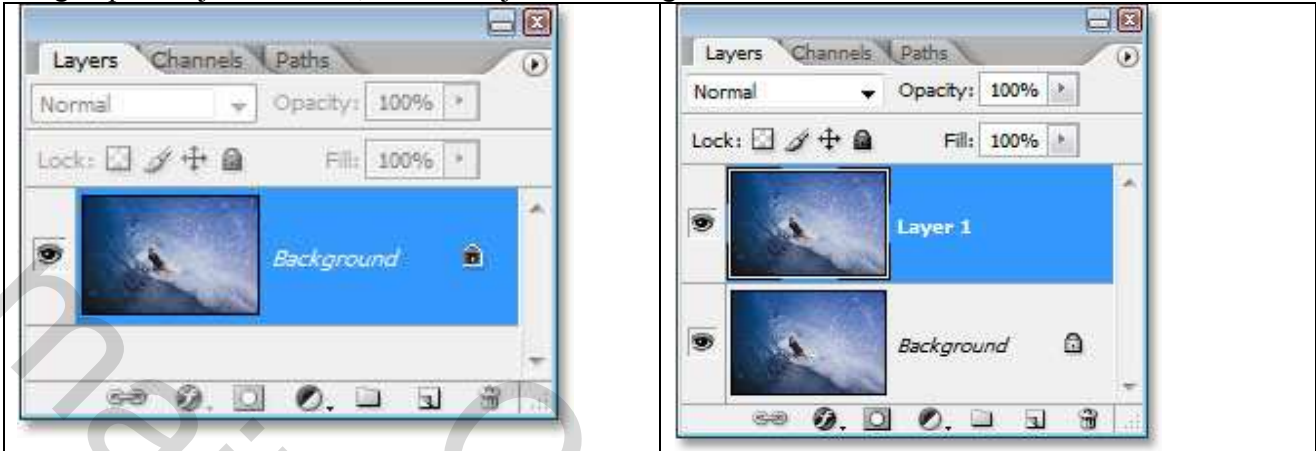 Layers Channels Paths
Normal Opacity: 100%
Lock: Fill: 100%
Background
Layers Channels Paths
Normal Opacity: 100%
Lock: Fill: 100%
Layer 1
Background